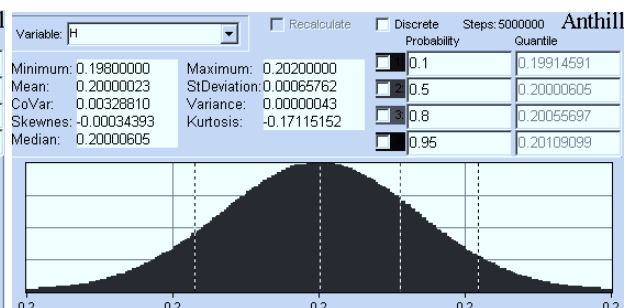 Variable: H
Recalculate
Discrete Steps: 5000000 Anthill
Probability Quantile
Minimum: 0.19800000 Maximum: 0.20200000
Mean: 0.20000023 StDeviation: 0.00065762
CoVar: 0.00328810 Variance: 0.00000043
Skewnes: -0.00034393 Kurtosis: -0.17115152
Median: 0.20000605
0.1 0.19914591
2 0.5 0.20000605
3 0.8 0.20055697
0.95 0.20109099
0.2 0.2 0.2 0.2 0.2